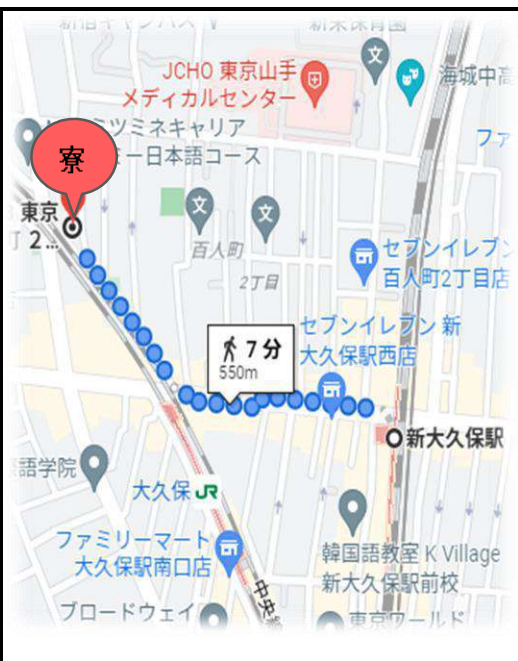 JCHO 東京山手
メディカルセンター
海城中高
ミツミネキャリア
ー日本語コース
寮
東京
2...
百人町
2丁目
セブンイレブン
百人町2丁目店
セブンイレブン 新
大久保駅西店
7 分
550m
新大久保駅
語学院
大久保 JR
ファミリーマート
大久保駅南口店
中央線
韓国語教室 K Village
新大久保駅前校
ブロードウェイ
東京ワールド